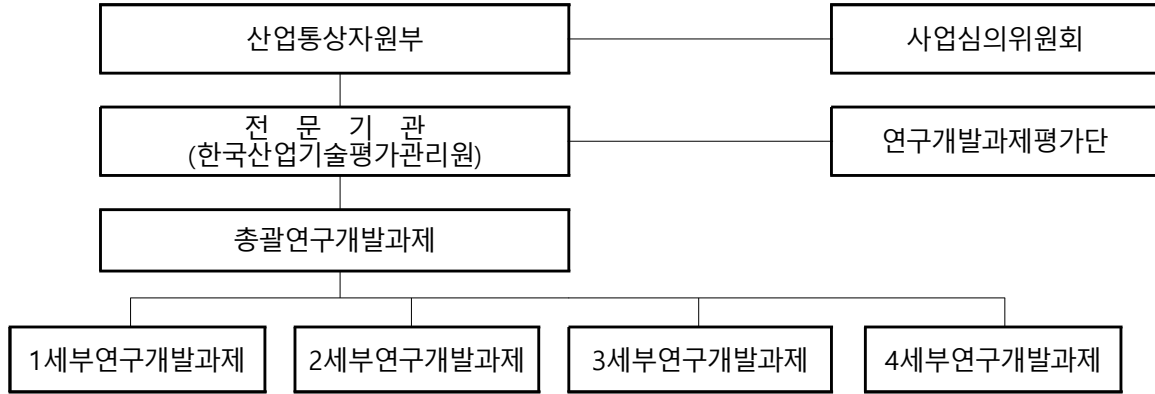 산업통상자원부
사업심의위원회
전 문 기 관
(한국산업기술평가관리원)
연구개발과제평가단
총괄연구개발과제
1세부연구개발과제
2세부연구개발과제
3세부연구개발과제
4세부연구개발과제